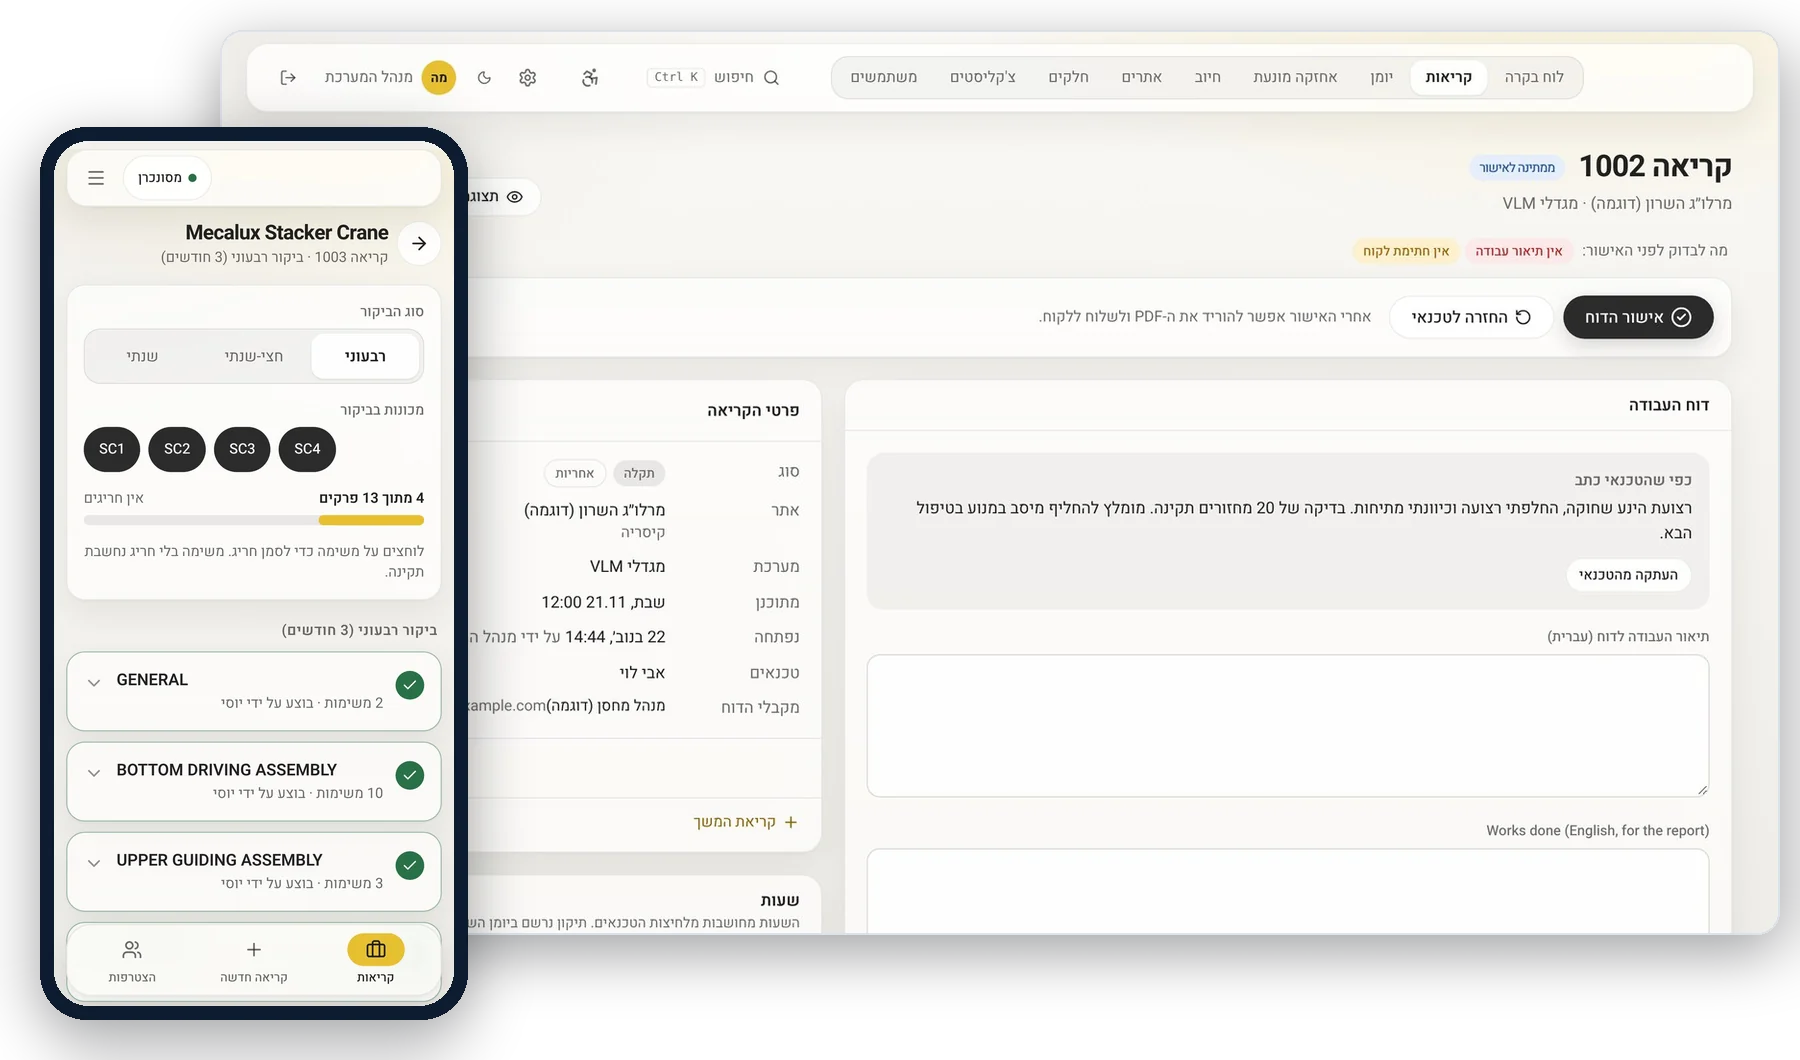 לוח בקרה
קריאות
יומן
אחזקה מונעת
חיוב
אתרים
חלקים
צ'קליסטים
משתמשים
חיפוש
Ctrl K
מה
מנהל המערכת
קריאה 1002
ממתינה לאישור
מרלו״ג השרון (דוגמה) · מגדלי VLM
מה לבדוק לפני האישור:
אין תיאור עבודה
אין חתימת לקוח
אישור הדוח
החזרה לטכנאי
אחרי האישור אפשר להוריד את ה-PDF ולשלוח ללקוח.
דוח העבודה
כפי שהטכנאי כתב
רצועת הינע שחוקה, החלפתי רצועה וכיוונתי מתיחות. בדיקה של 20 מחזורים תקינה. מומלץ להחליף מיסב במנוע בטיפול
הבא.
העתקה מהטכנאי
תיאור העבודה לדוח (עברית)
Works done (English, for the report)
פרטי הקריאה
סוג
תקלה
אחריות
אתר
מרלו״ג השרון (דוגמה)
קיסריה
מערכת
מגדלי VLM
מתוכנן
שבת, 21.11 12:00
נפתחה
22 בנוב׳, 14:44 על ידי מנהל
טכנאים
אבי לוי
מקבלי הדוח
מנהל מחסן (דוגמה)
ample.com
קריאת המשך
שעות
השעות מחושבות מלחיצות הטכנאים. תיקון נרשם ביומן
מסונכרן
Mecalux Stacker Crane
קריאה 1003 · ביקור רבעוני (3 חודשים)
סוג הביקור
רבעוני
חצי-שנתי
שנתי
מכונות בביקור
SC1
SC2
SC3
SC4
4 מתוך 13 פרקים
אין חריגים
לוחצים על משימה כדי לסמן חריג. משימה בלי חריג נחשבת
תקינה.
ביקור רבעוני (3 חודשים)
GENERAL
2 משימות · בוצע על ידי יוסי
BOTTOM DRIVING ASSEMBLY
10 משימות · בוצע על ידי יוסי
UPPER GUIDING ASSEMBLY
3 משימות · בוצע על ידי יוסי
קריאות
קריאה חדשה
הצטרפות